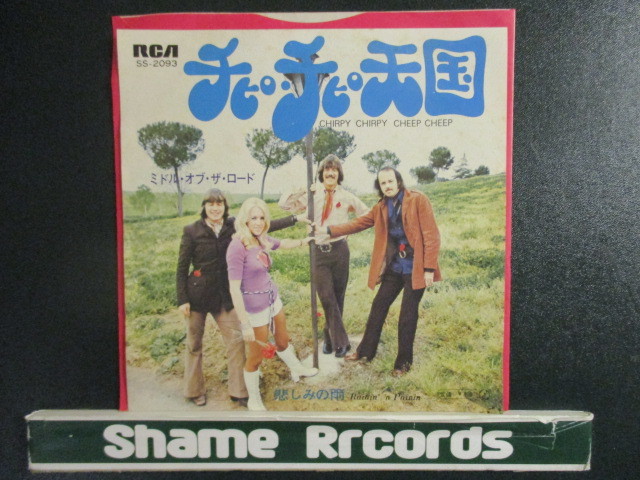 RCA
SS-2093
チピ・チピ天国
CHIRPY CHIRPY CHEEP CHEEP
ミドル・オブ・ザ・ロード
悲しみの雨 Rainin' n Painin
Shame Rrcords